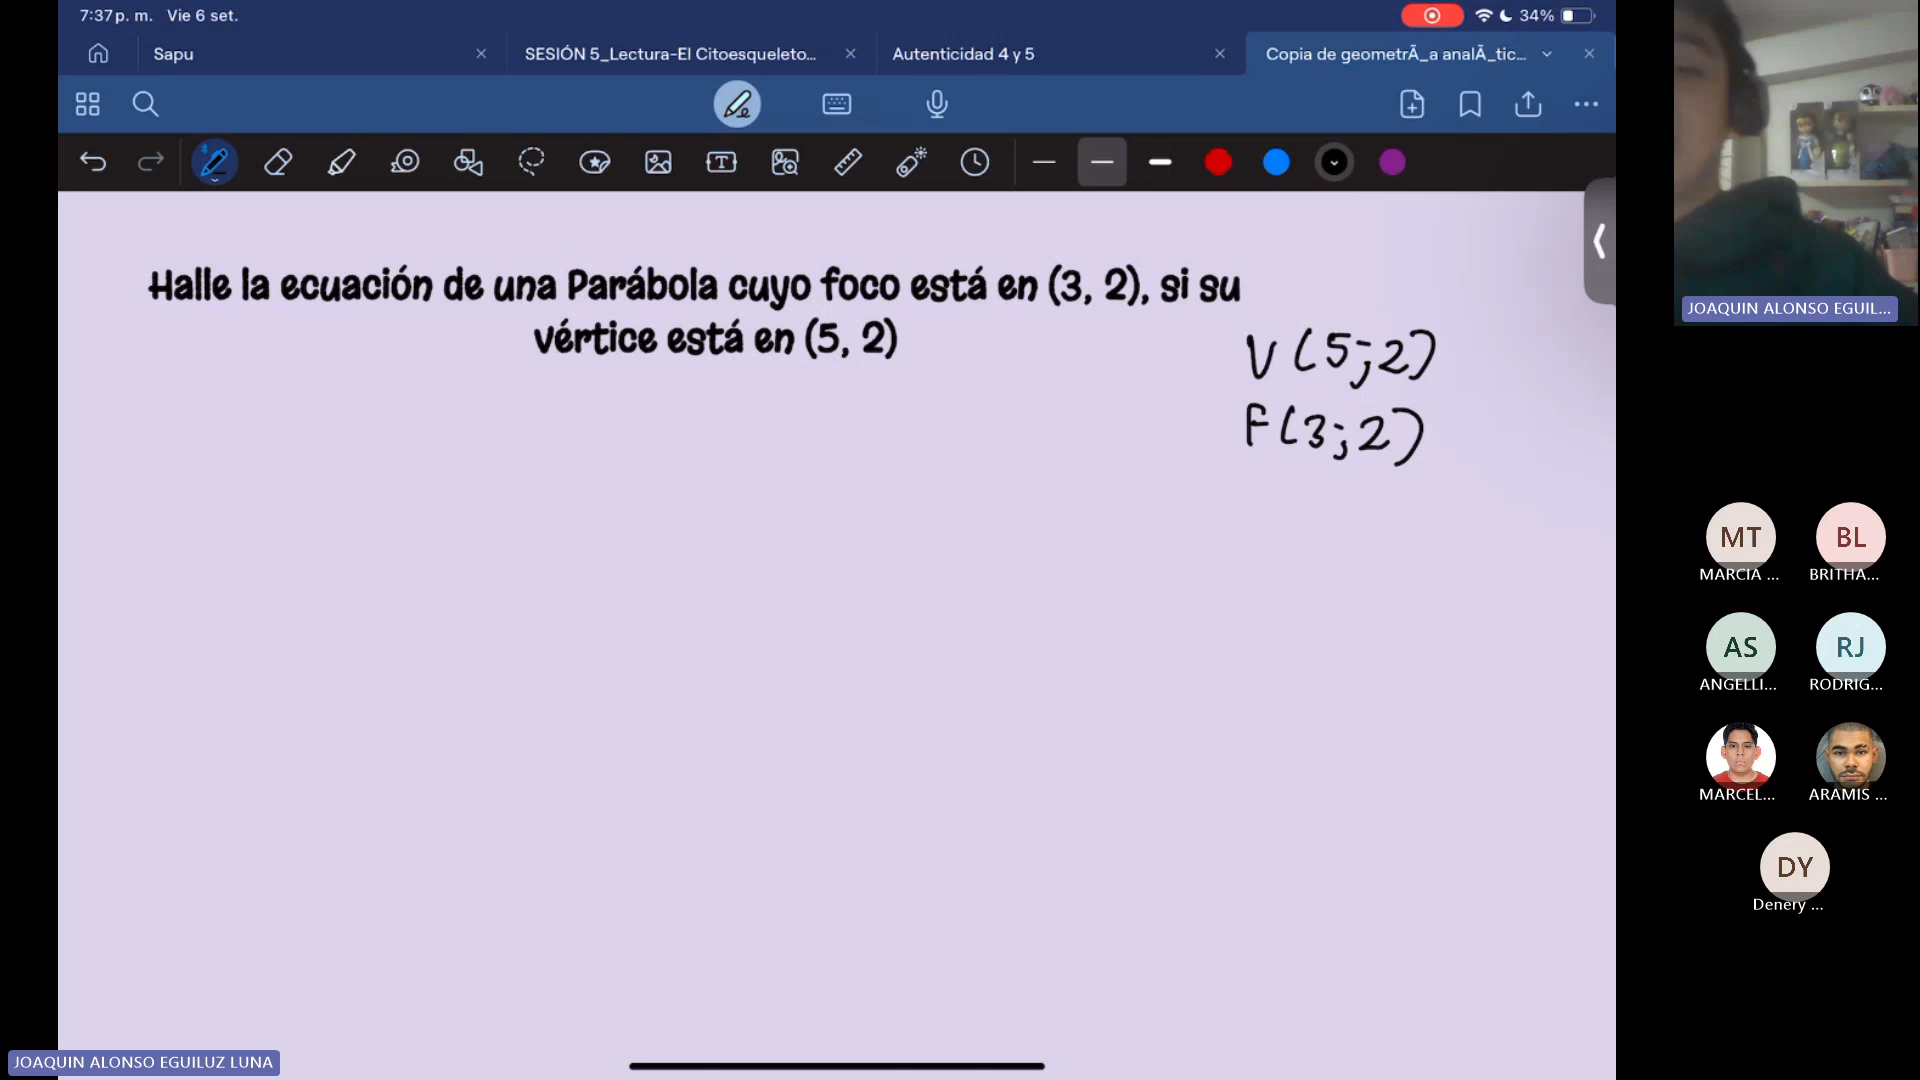 7:37 p. m. Vie 6 set.
34%
Sapu
SESIÓN 5_Lectura-El Citoesqueleto...
Autenticidad 4 y 5
Copia de geometrÃ_a analÃ_tic...
Halle la ecuación de una Parábola cuyo foco está en (3, 2), si su
vértice está en (5, 2)
V (5;2)
F(3;2)
JOAQUIN ALONSO EGUIL...
MT
BL
MARCIA ...
BRITHA...
AS
RJ
ANGELLI...
RODRIG...
MARCEL...
ARAMIS ...
DY
Denery ...
JOAQUIN ALONSO EGUILUZ LUNA